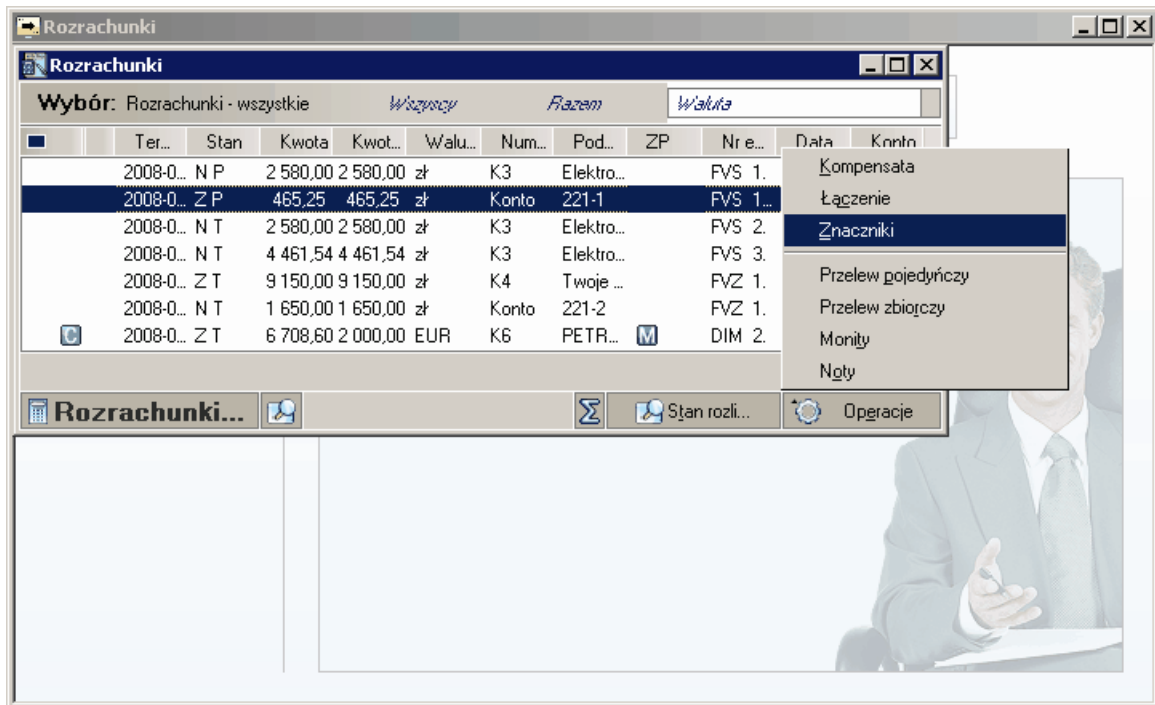 Rozrachunki
Rozrachunki
Wybór: Rozrachunki - wszystkie Wszyscy Razem Waluta
Ter... Stan Kwota Kwot... Walu... Num... Pod... ZP Nr e... Data Konto
2008-0... N P 2 580,00 2 580,00 zł K3 Elektro... FVS 1.
2008-0... Z P 465,25 465,25 zł Konto 221-1 FVS 1...
2008-0... N T 2 580,00 2 580,00 zł K3 Elektro... FVS 2.
2008-0... N T 4 461,54 4 461,54 zł K3 Elektro... FVS 3.
2008-0... Z T 9 150,00 9 150,00 zł K4 Twoje ... FVZ 1.
2008-0... N T 1 650,00 1 650,00 zł Konto 221-2 FVZ 1.
C 2008-0... Z T 6 708,60 2 000,00 EUR K6 PETR... M DIM 2.
Kompensata
Łączenie
Znaczniki
Przelew pojedyńczy
Przelew zbiorczy
Monity
Noty
Rozrachunki... Σ Stan rozli... Operacje